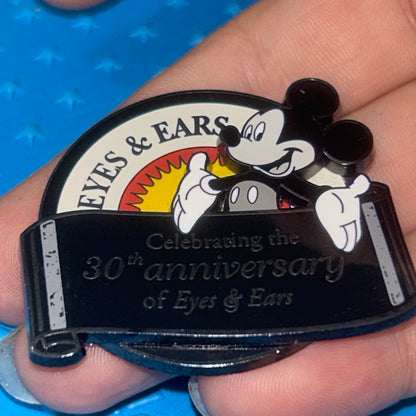 EYES & EARS
Celebrating the
30th anniversary
of Eyes & Ears